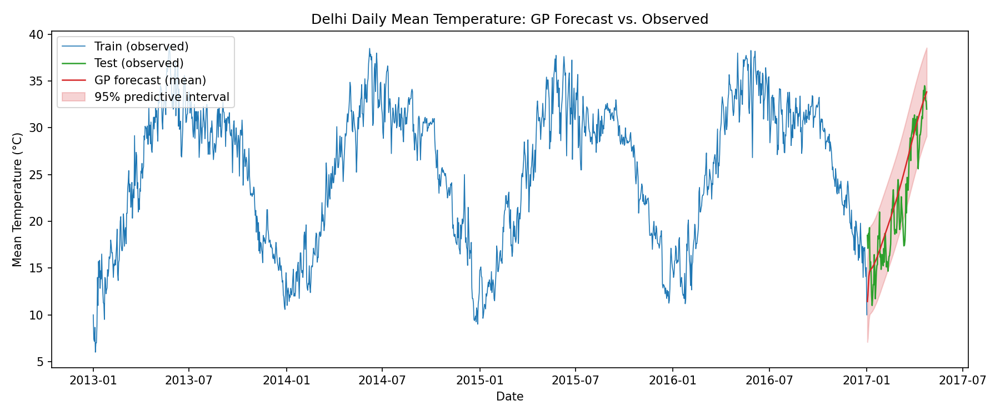 Delhi Daily Mean Temperature: GP Forecast vs. Observed
40
35
30
25
20
15
10
5
Mean Temperature (°C)
Train (observed)
Test (observed)
GP forecast (mean)
95% predictive interval
2013-01 2013-07 2014-01 2014-07 2015-01 2015-07 2016-01 2016-07 2017-01 2017-07
Date